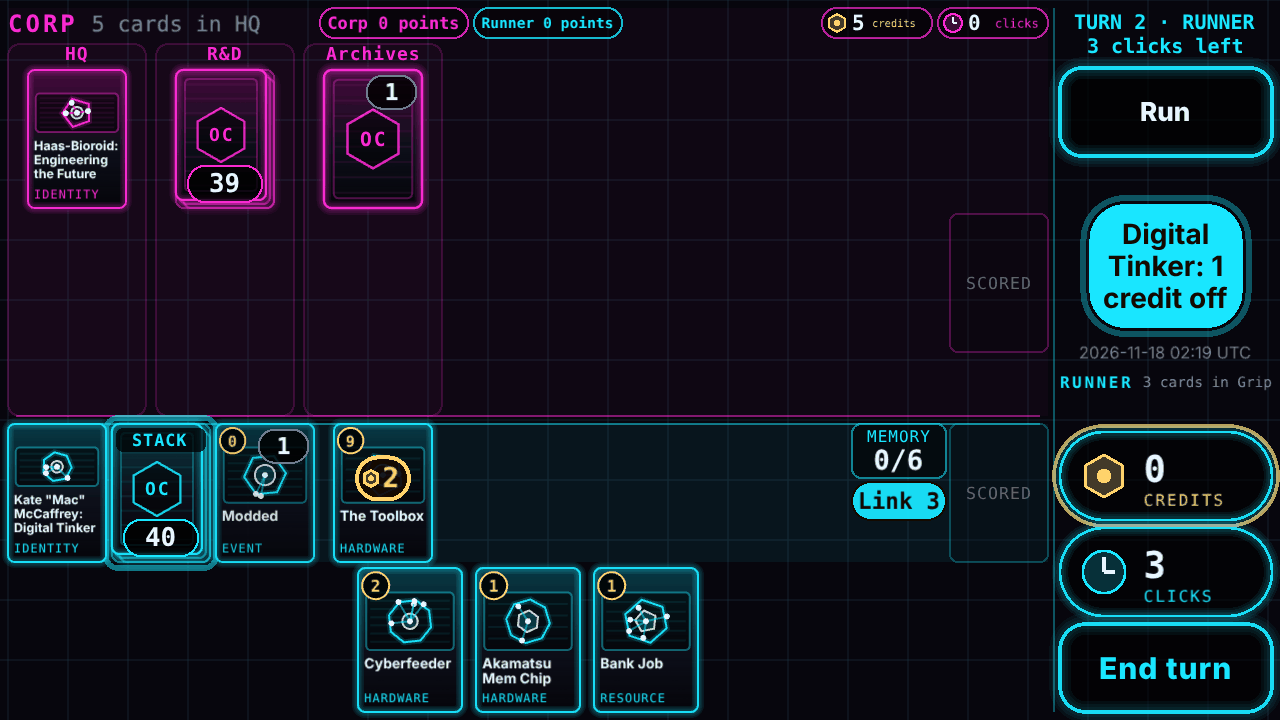 CORP 5 cards in HQ
Corp 0 points
Runner 0 points
5 credits
0 clicks
TURN 2 · RUNNER
3 clicks left
HQ
R&D
Archives
Haas-Bioroid:
Engineering
the Future
IDENTITY
OC
39
1
OC
SCORED
Run
Digital
Tinker: 1
credit off
2026-11-18 02:19 UTC
RUNNER 3 cards in Grip
Kate "Mac"
McCaffrey:
Digital Tinker
IDENTITY
STACK
OC
40
0
1
Modded
EVENT
9
2
The Toolbox
HARDWARE
MEMORY
0/6
Link 3
SCORED
0
CREDITS
3
CLICKS
End turn
2
Cyberfeeder
HARDWARE
1
Akamatsu
Mem Chip
HARDWARE
1
Bank Job
RESOURCE